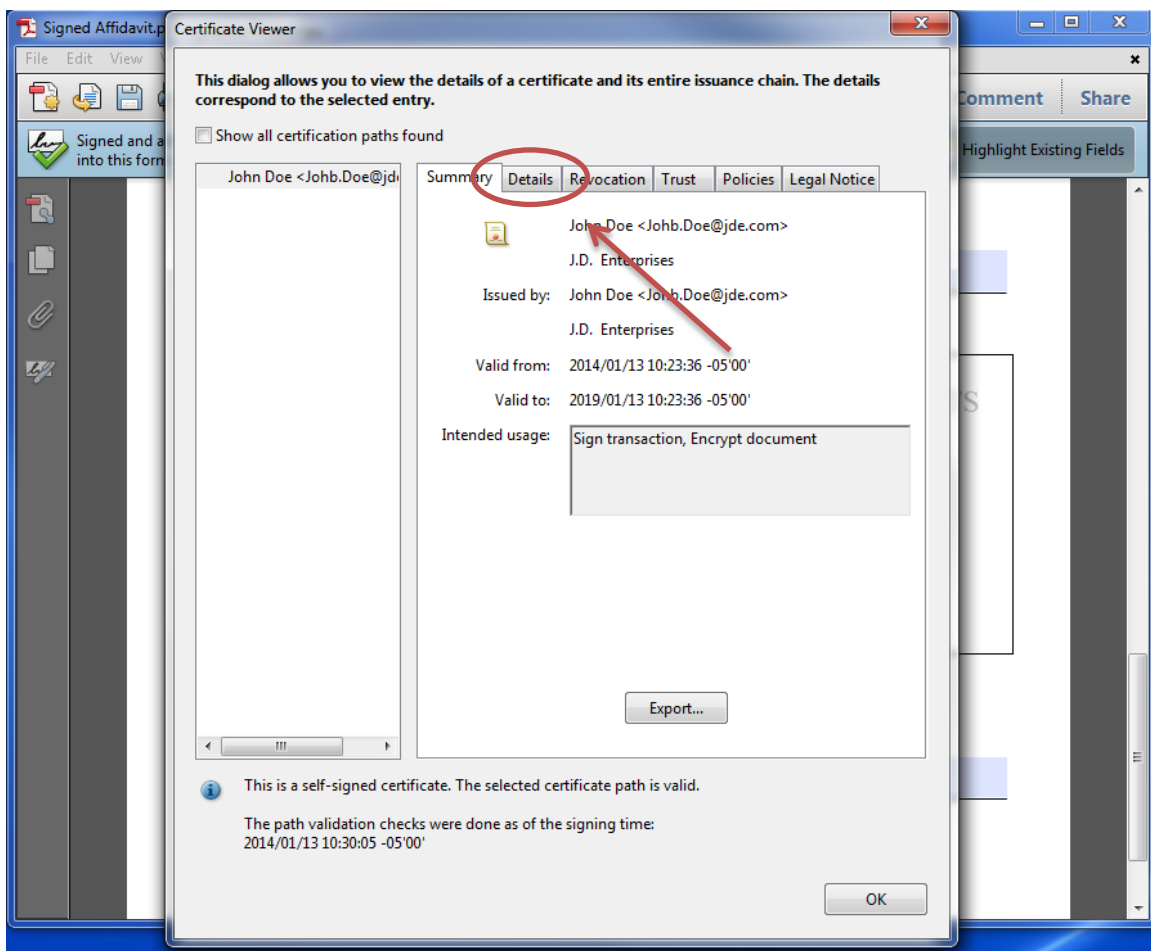 Signed Affidavit.p
Certificate Viewer
File Edit View
This dialog allows you to view the details of a certificate and its entire issuance chain. The details
correspond to the selected entry.
Comment Share
Show all certification paths found
Signed and a
into this form
Highlight Existing Fields
John Doe <Johb.Doe@jd
Summary Details Revocation Trust Policies Legal Notice
John Doe <Johb.Doe@jde.com>
J.D. Enterprises
Issued by: John Doe <Johb.Doe@jde.com>
J.D. Enterprises
Valid from: 2014/01/13 10:23:36 -05'00'
Valid to: 2019/01/13 10:23:36 -05'00'
S
Intended usage: Sign transaction, Encrypt document
Export...
This is a self-signed certificate. The selected certificate path is valid.
The path validation checks were done as of the signing time:
2014/01/13 10:30:05 -05'00'
OK